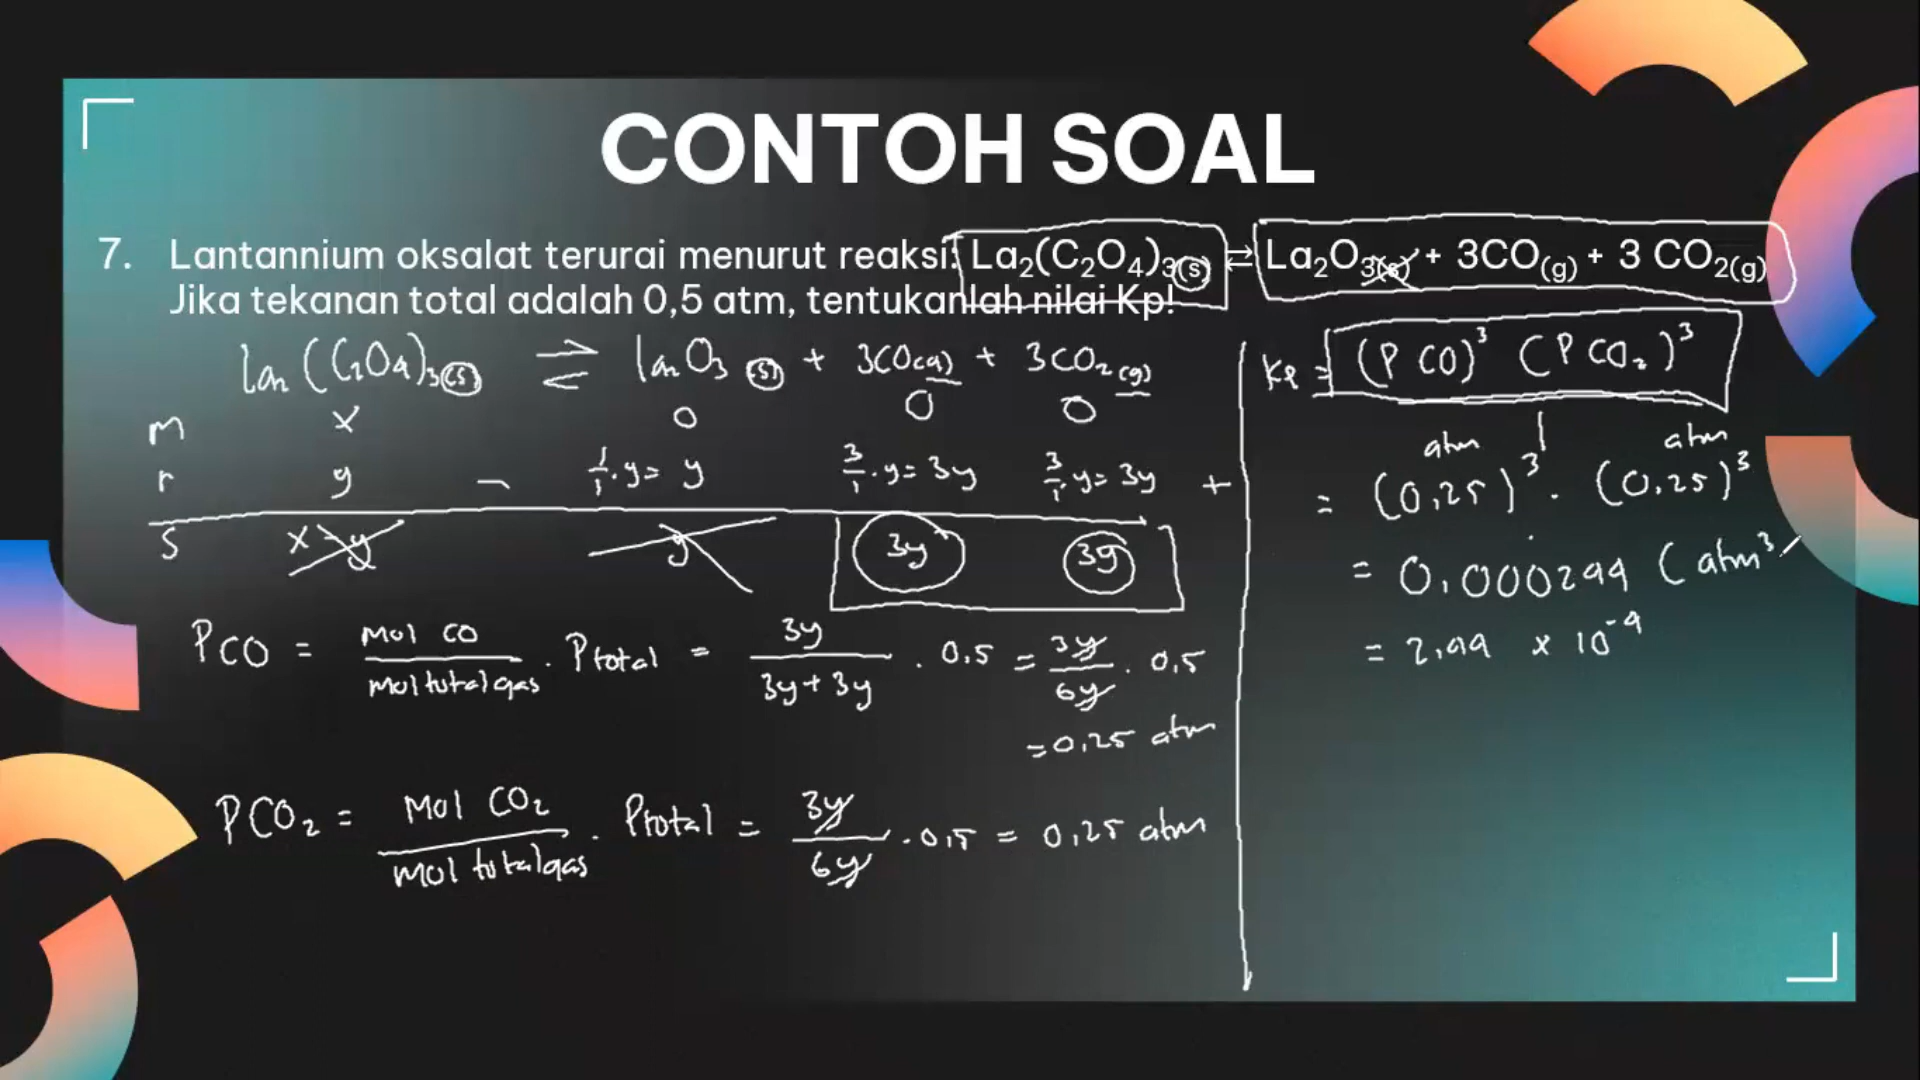 CONTOH SOAL
7. Lantannium oksalat terurai menurut reaksi: La₂(C₂O₄)₃(s) ⇄ La₂O₃(s) + 3CO(g) + 3 CO₂(g)
Jika tekanan total adalah 0,5 atm, tentukanlah nilai Kp!
La₂(C₂O₄)₃(s) ⇌ La₂O₃ (s) + 3CO(g) + 3CO₂(g)
m x 0 0 0
r y - 1/1 · y = y 3/1 · y = 3y 3/1 · y = 3y +
s x-y y 3y 3y
PCO = mol CO / mol total gas · Ptotal = 3y / 3y + 3y · 0,5 = 3y / 6y · 0,5
= 0,25 atm
PCO₂ = Mol CO₂ / mol total gas · Ptotal = 3y / 6y · 0,5 = 0,25 atm
Kp = (P CO)³ (P CO₂)³
atm atm
= (0,25)³ · (0,25)³
= 0,000244 (atm³
= 2,44 × 10⁻⁴